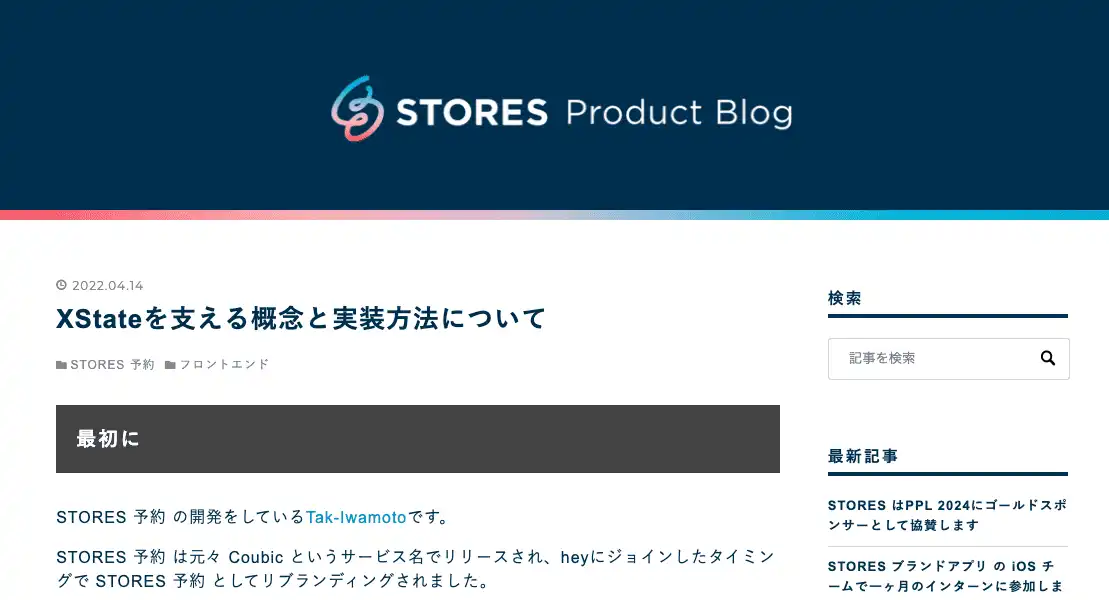 STORES Product Blog
2022.04.14
XStateを支える概念と実装方法について
STORES 予約 フロントエンド
最初に
STORES 予約 の開発をしているTak-Iwamotoです。
STORES 予約 は元々 Coubic というサービス名でリリースされ、heyにジョインしたタイミン
グで STORES 予約 としてリブランディングされました。
検索
記事を検索
最新記事
STORES はPPL 2024にゴールドスポ
ンサーとして協賛します
STORES ブランドアプリ の iOS チ
ームで一ヶ月のインターンに参加しま